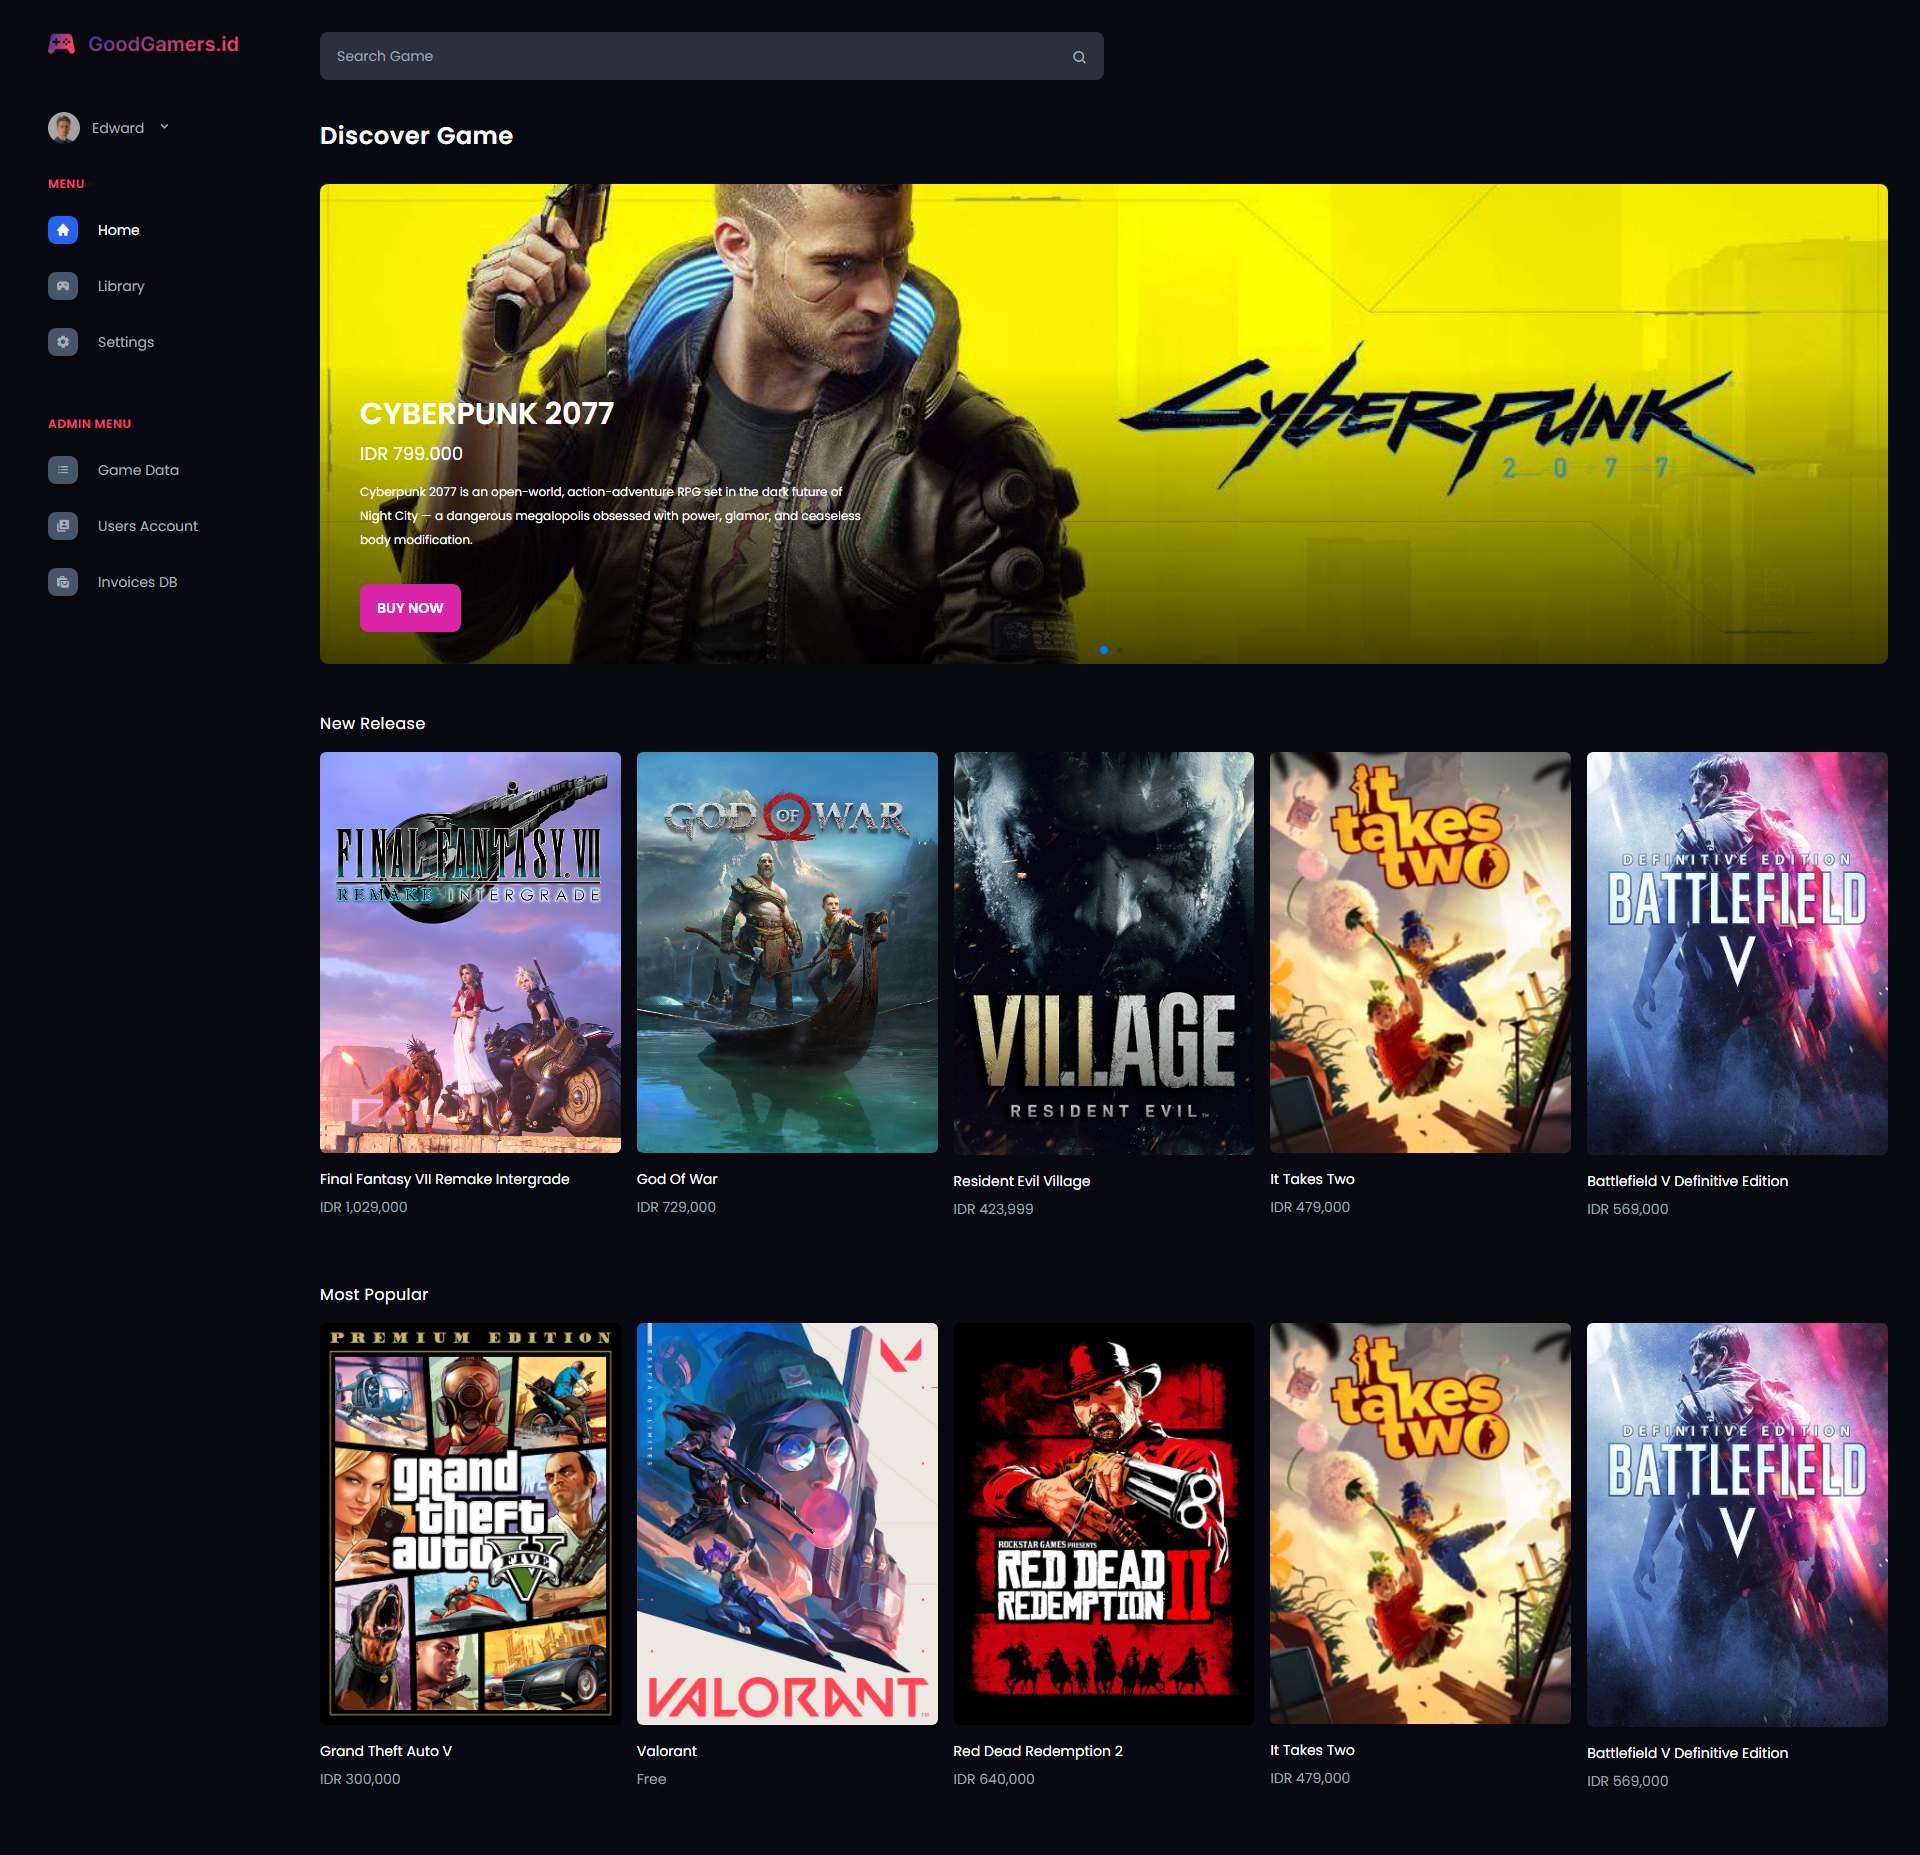 GoodGamers.id
Search Game
Edward
Discover Game
MENU
Home
Library
Settings
ADMIN MENU
Game Data
Users Account
Invoices DB
CYBERPUNK 2077
IDR 799.000
Cyberpunk 2077 is an open-world, action-adventure RPG set in the dark future of
Night City — a dangerous megalopolis obsessed with power, glamor, and ceaseless
body modification.
BUY NOW
Cyberpunk
2077
New Release
FINAL FANTASY VII
REMAKE INTERGRADE
GOD OF WAR
VILLAGE
RESIDENT EVIL™
it
takes
two
DEFINITIVE EDITION
BATTLEFIELD
V
Final Fantasy VII Remake Intergrade
IDR 1,029,000
God Of War
IDR 729,000
Resident Evil Village
IDR 423,999
It Takes Two
IDR 479,000
Battlefield V Definitive Edition
IDR 569,000
Most Popular
PREMIUM EDITION
grand
theft
auto
V
FIVE
DESAFIA OS LIMITES
VALORANT™
ROCKSTAR GAMES PRESENTS
RED DEAD
REDEMPTION II
it
takes
two
DEFINITIVE EDITION
BATTLEFIELD
V
Grand Theft Auto V
IDR 300,000
Valorant
Free
Red Dead Redemption 2
IDR 640,000
It Takes Two
IDR 479,000
Battlefield V Definitive Edition
IDR 569,000